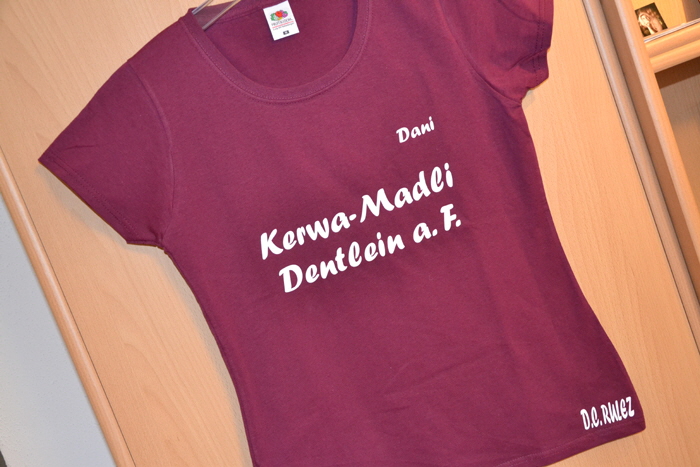 Dani
Kerwa-Madli
Dentlein a. F.
D.C. RULEZ